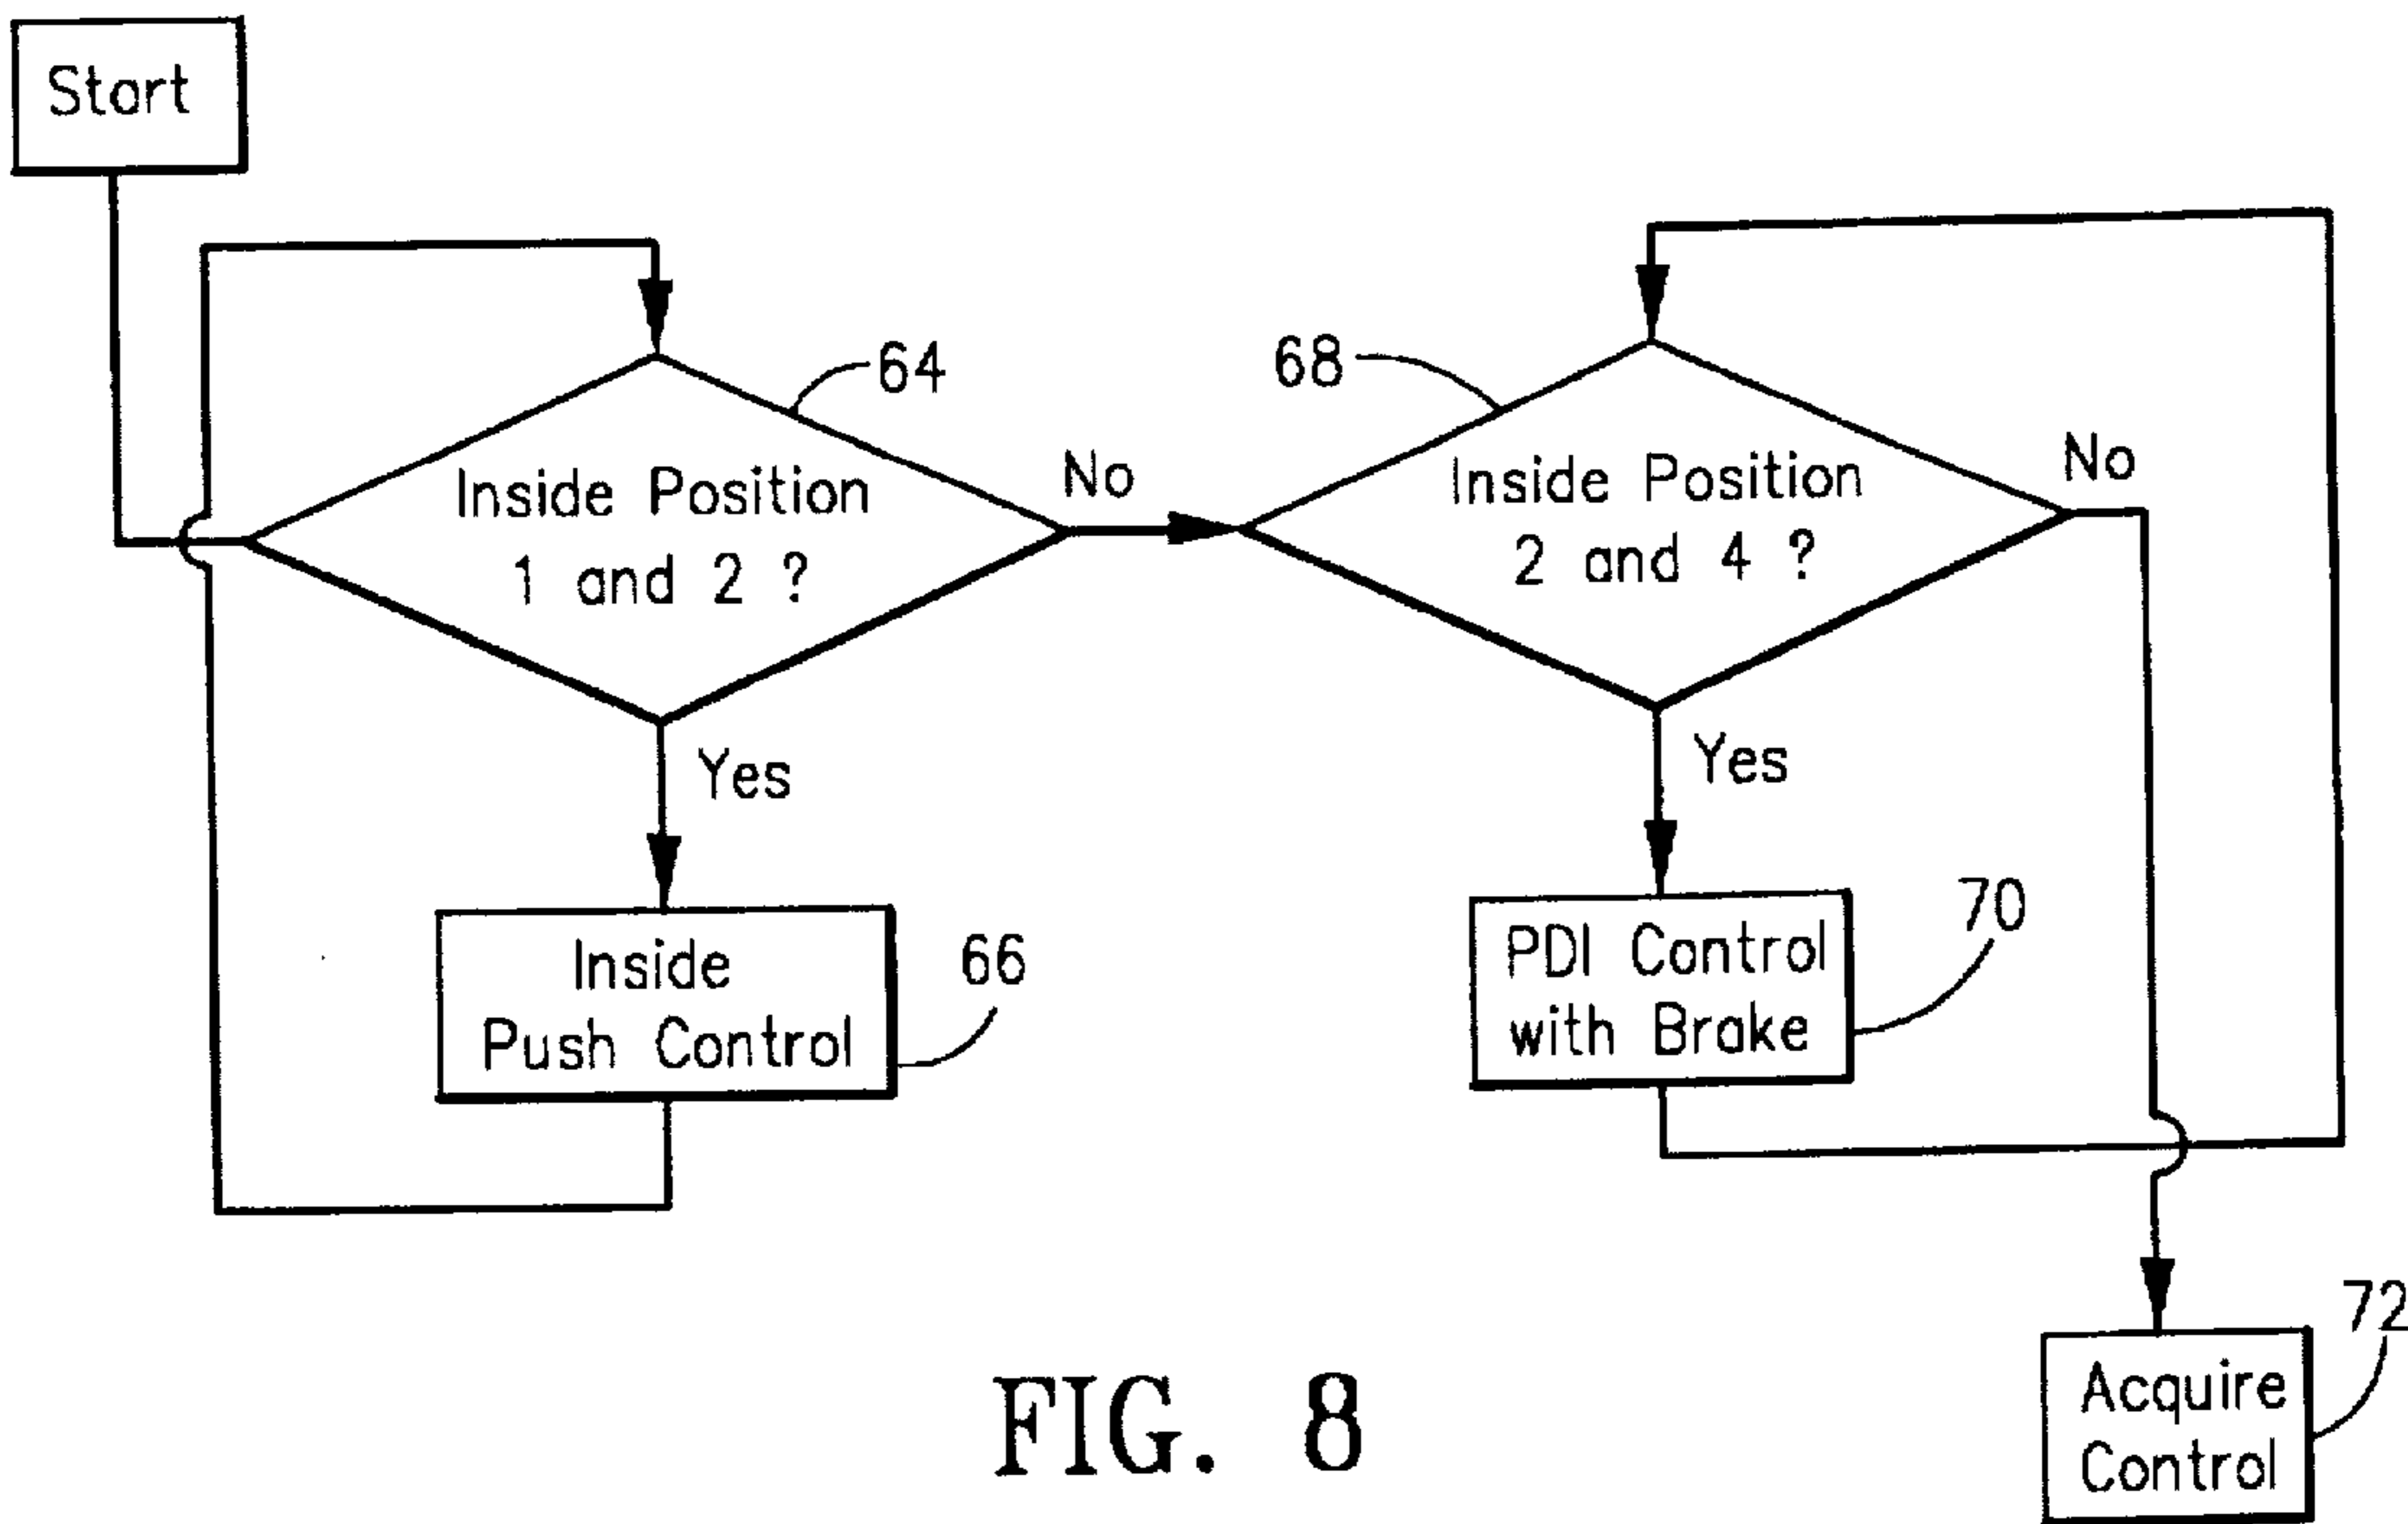 Start
64
Inside Position
1 and 2 ?
No
Yes
Inside
Push Control
66
68
Inside Position
2 and 4 ?
No
Yes
PDI Control
with Brake
70
72
Acquire
Control
FIG. 8